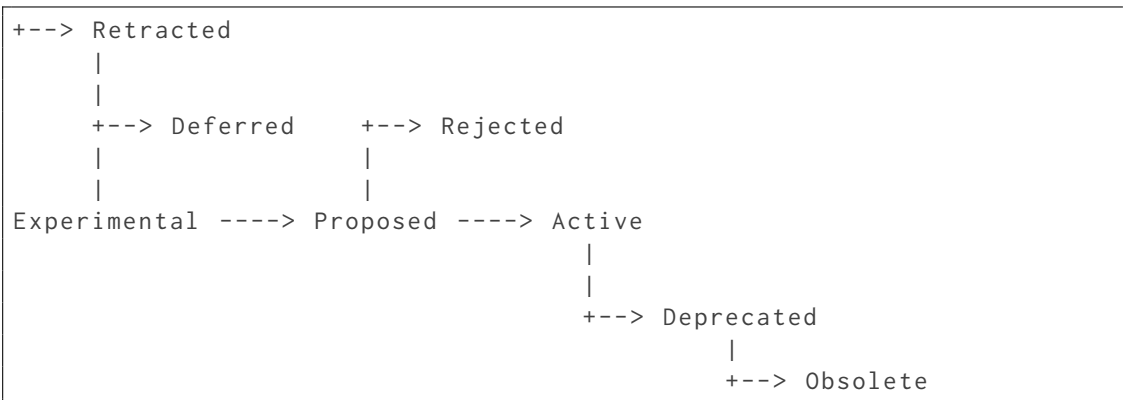 +--> Retracted
     |
     |
     +--> Deferred    +--> Rejected
     |                |
     |                |
Experimental ----> Proposed ----> Active
                                    |
                                    |
                                    +--> Deprecated
                                             |
                                             +--> Obsolete